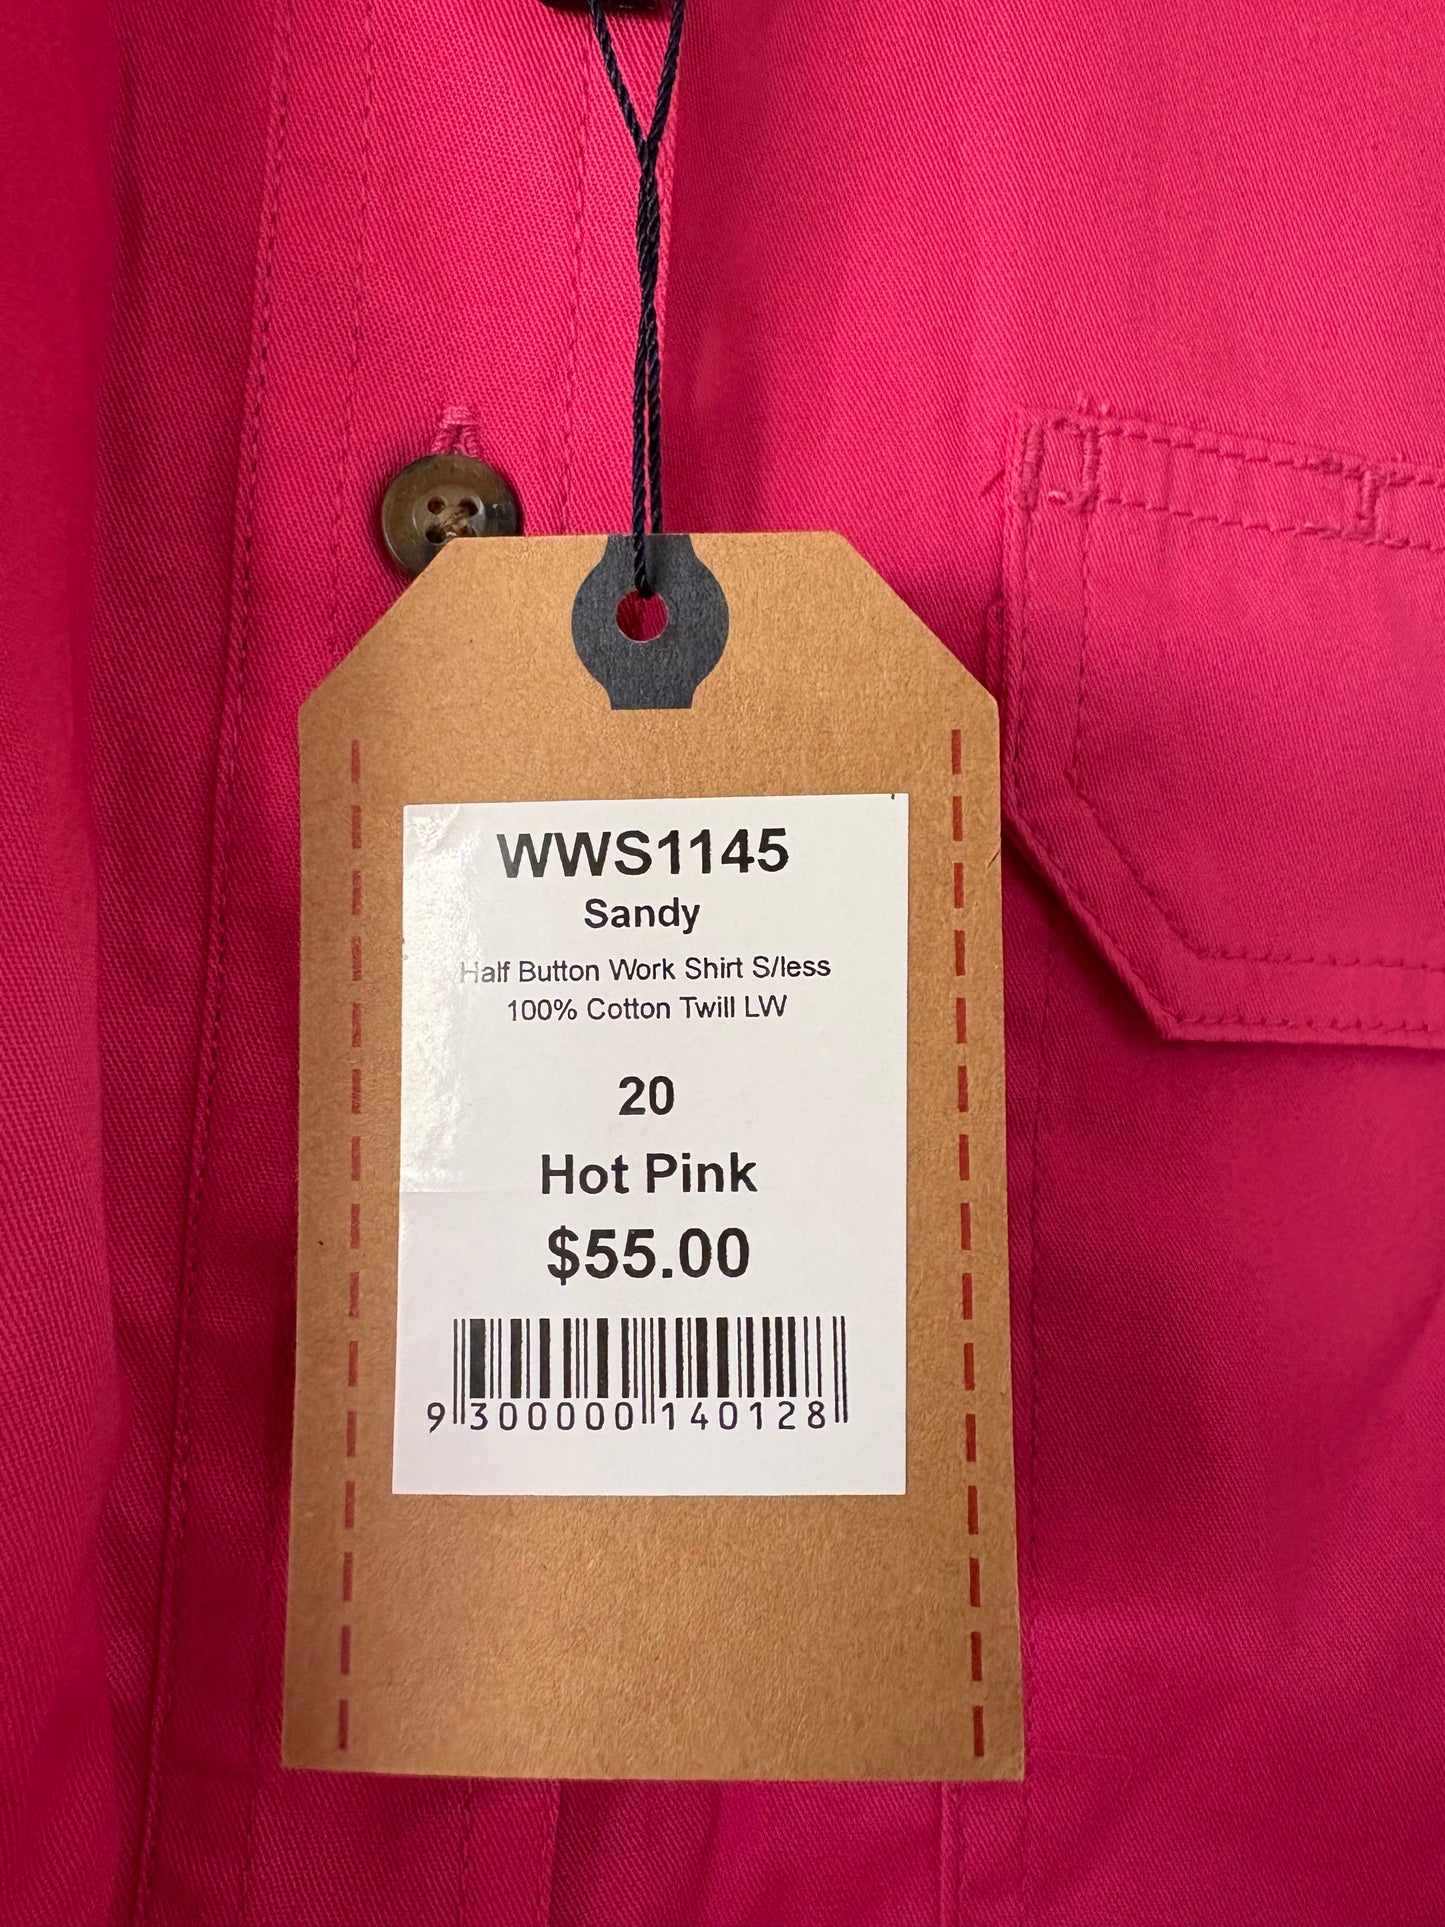 WWS1145
Sandy
Half Button Work Shirt S/less
100% Cotton Twill LW
20
Hot Pink
$55.00
9 300000 140128